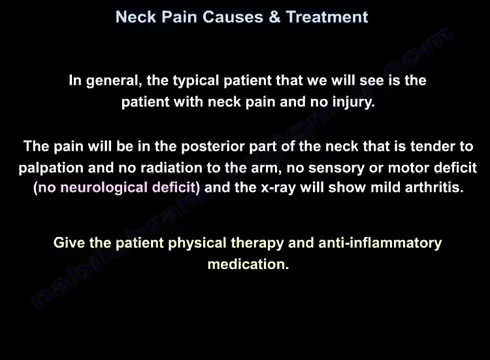 Neck Pain Causes & Treatment
In general, the typical patient that we will see is the
patient with neck pain and no injury.
The pain will be in the posterior part of the neck that is tender to
palpation and no radiation to the arm, no sensory or motor deficit
(no neurological deficit) and the x-ray will show mild arthritis.
Give the patient physical therapy and anti-inflammatory
medication.